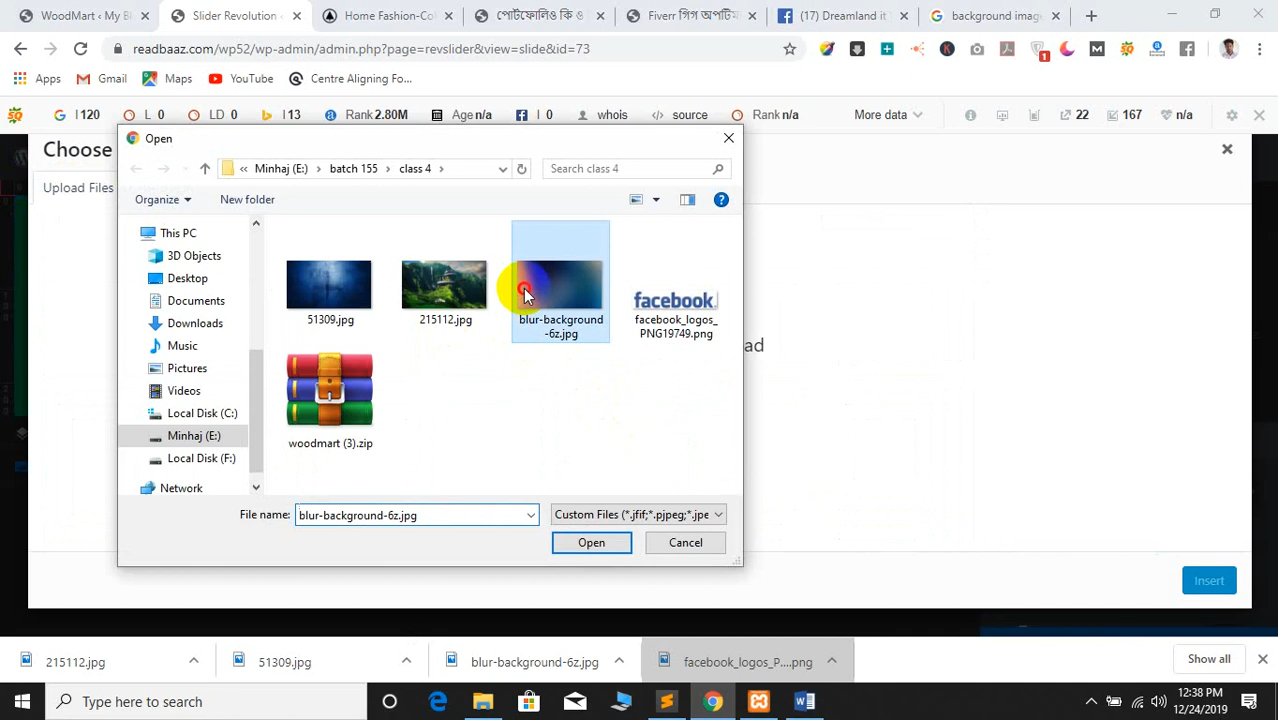 WoodMart ‹ My Bl
Slider Revolution ‹
Home Fashion-Col
পোর্টফোলিও কি ও
Fiverr গিগ অপটিম
(17) Dreamland it T
background image
readbaaz.com/wp52/wp-admin/admin.php?page=revslider&view=slide&id=73
1
Apps
Gmail
Maps
YouTube
Centre Aligning Fo...
I 120
L 0
LD 0
I 13
Rank 2.80M
Age n/a
I 0
whois
source
Rank n/a
More data
22
167
n/a
Choose
Open
Upload Files
« Minhaj (E:) › batch 155 › class 4 ›
Search class 4
Organize
New folder
This PC
3D Objects
Desktop
Documents
Downloads
Music
Pictures
Videos
Local Disk (C:)
Minhaj (E:)
Local Disk (F:)
Network
51309.jpg
215112.jpg
blur-background
-6z.jpg
facebook.
facebook_logos_
PNG19749.png
woodmart (3).zip
ad
File name:
blur-background-6z.jpg
Custom Files (*.jfif;*.pjpeg;*.jpe
Open
Cancel
Insert
215112.jpg
51309.jpg
blur-background-6z.jpg
facebook_logos_P....png
Show all
Type here to search
12:38 PM
12/24/2019